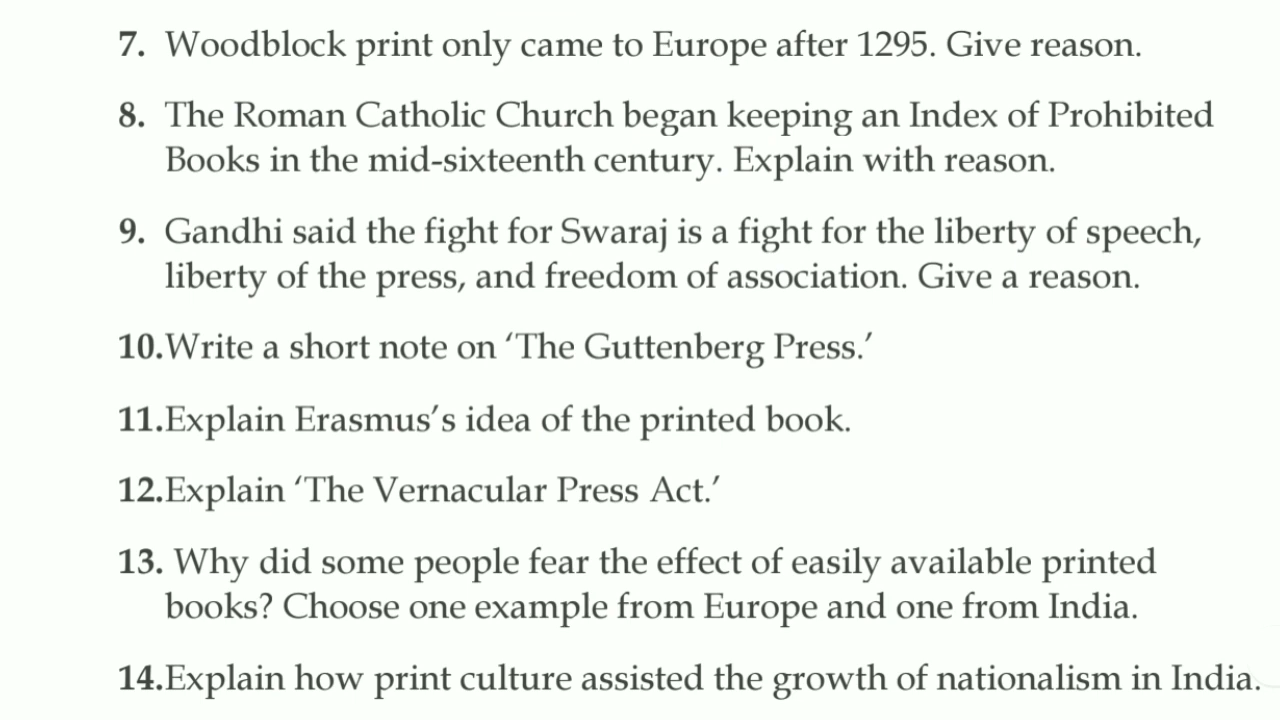 7. Woodblock print only came to Europe after 1295. Give reason.
8. The Roman Catholic Church began keeping an Index of Prohibited
Books in the mid-sixteenth century. Explain with reason.
9. Gandhi said the fight for Swaraj is a fight for the liberty of speech,
liberty of the press, and freedom of association. Give a reason.
10.Write a short note on ‘The Guttenberg Press.’
11.Explain Erasmus’s idea of the printed book.
12.Explain ‘The Vernacular Press Act.’
13. Why did some people fear the effect of easily available printed
books? Choose one example from Europe and one from India.
14.Explain how print culture assisted the growth of nationalism in India.